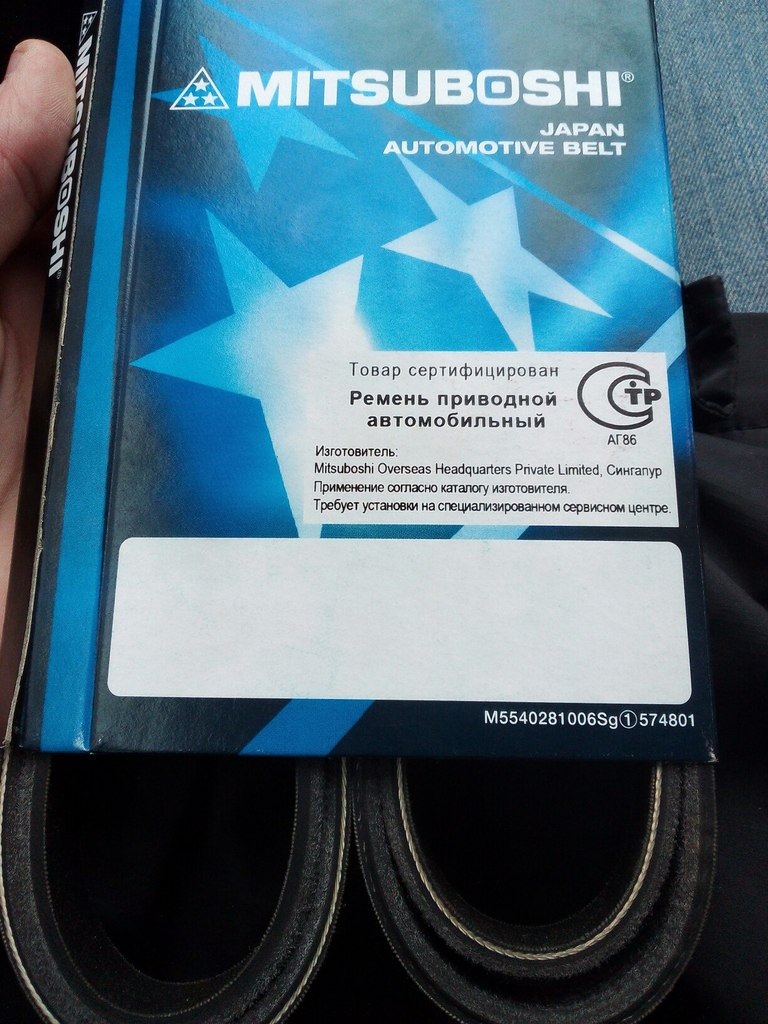 MITSUBOSHI®
MITSUBOSHI®
JAPAN
AUTOMOTIVE BELT
Товар сертифицирован
Ремень приводной
автомобильный
СТР
АГ86
Изготовитель:
Mitsuboshi Overseas Headquarters Private Limited, Сингапур
Применение согласно каталогу изготовителя.
Требует установки на специализированном сервисном центре.
M5540281006Sg①574801